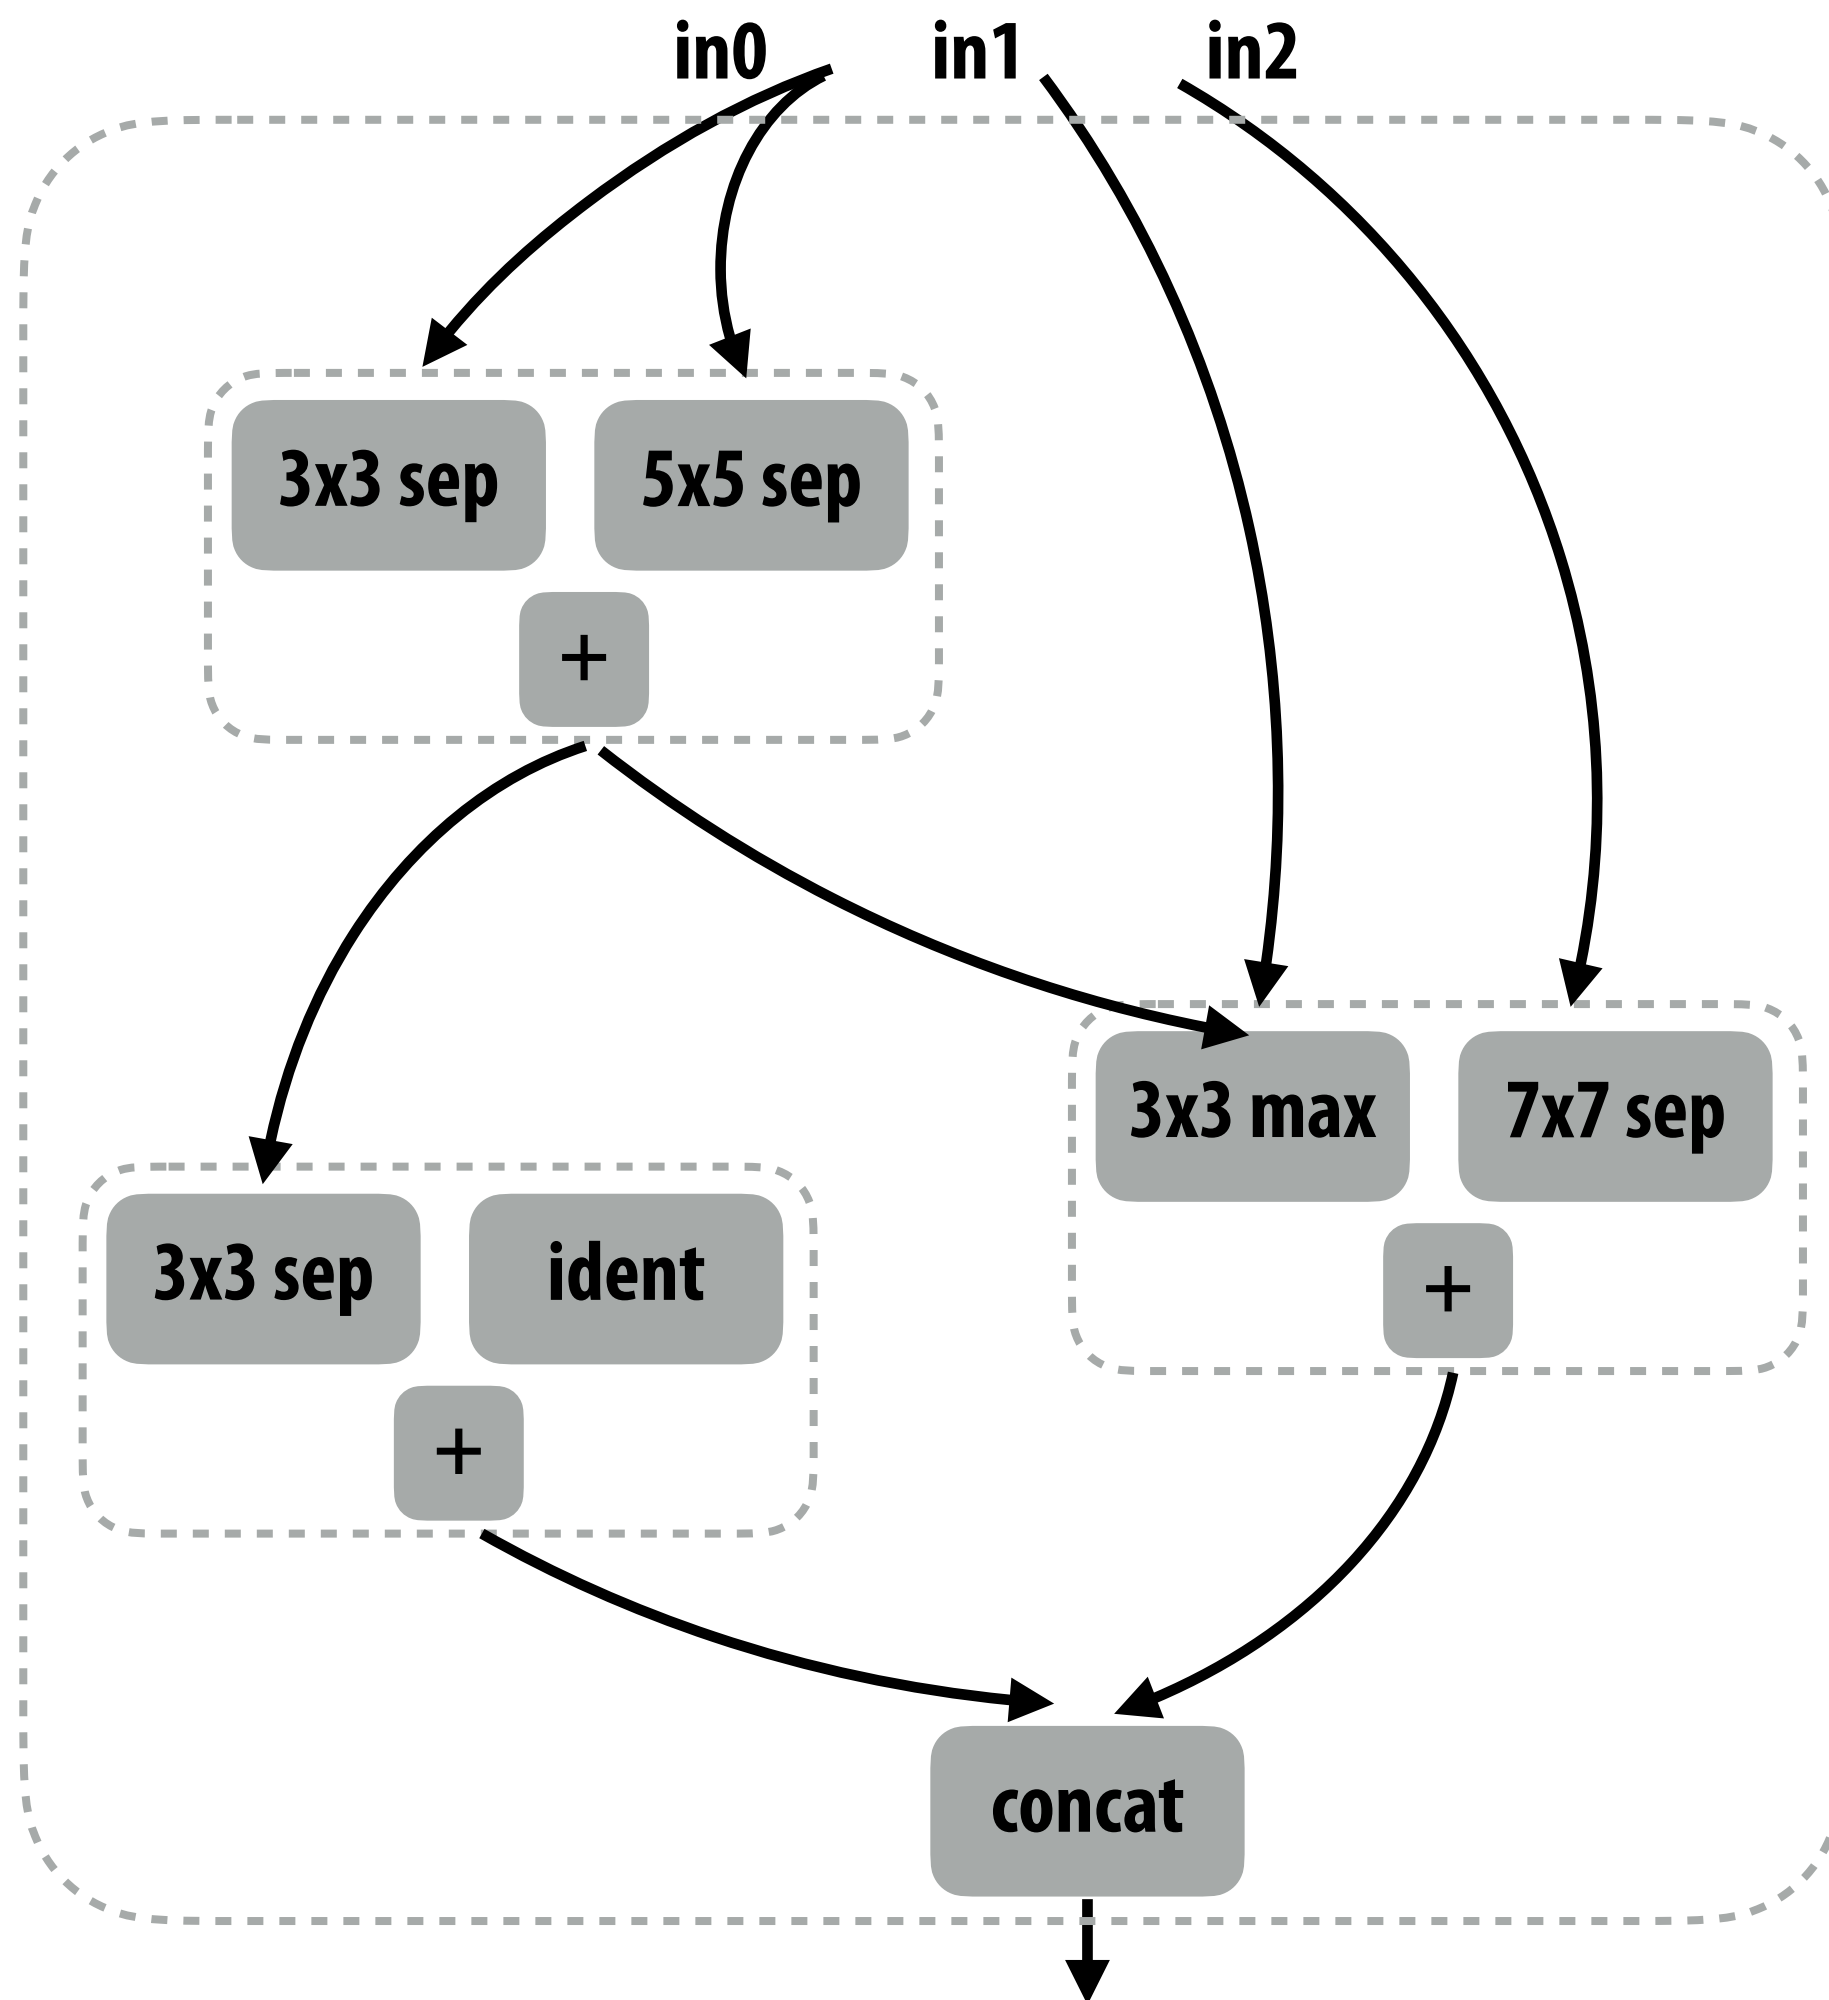 in0 in1 in2
3x3 sep 5x5 sep
+
3x3 max 7x7 sep
+
3x3 sep ident
+
concat